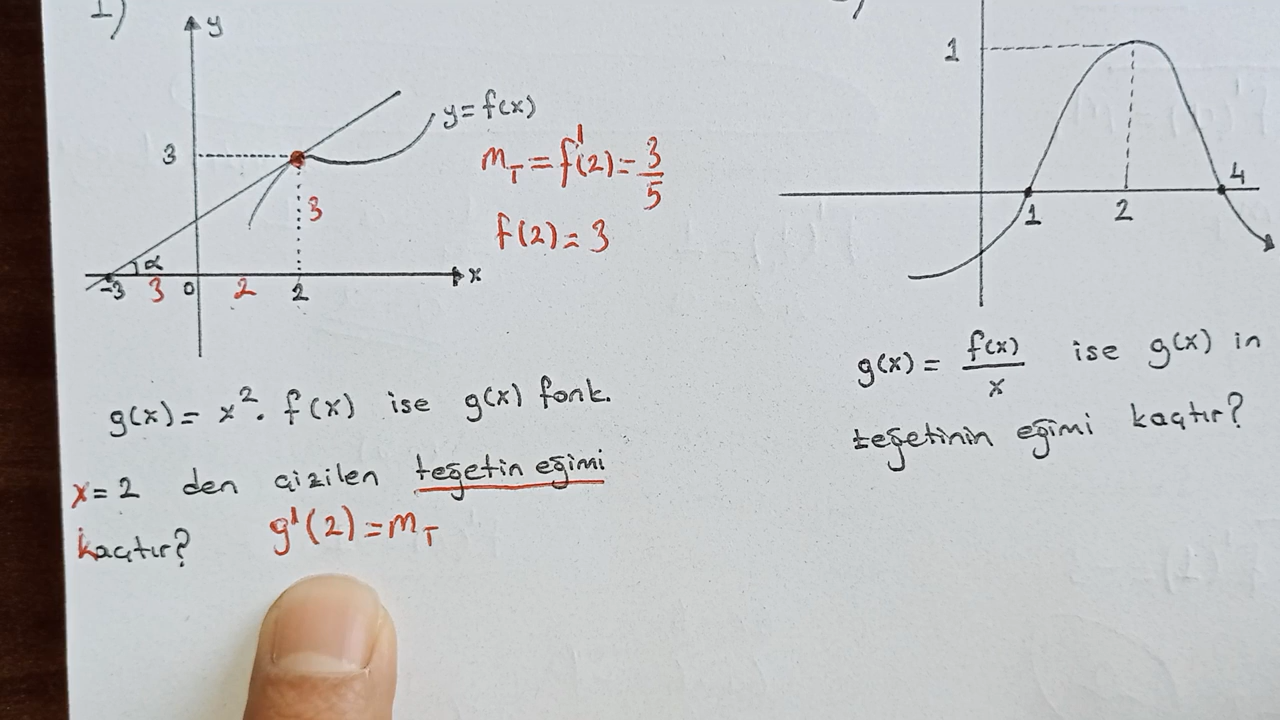 1)
y
y=f(x)
3
m_T = f'(2) = 3/5
3
f(2) = 3
α
-3 3 0 2 2 x
g(x) = x². f(x) ise g(x) fonk.
x=2 den çizilen teğetin eğimi
kaçtır? g'(2) = m_T
1
4
1 2
g(x) = f(x)/x ise g(x) in
teğetinin eğimi kaçtır?